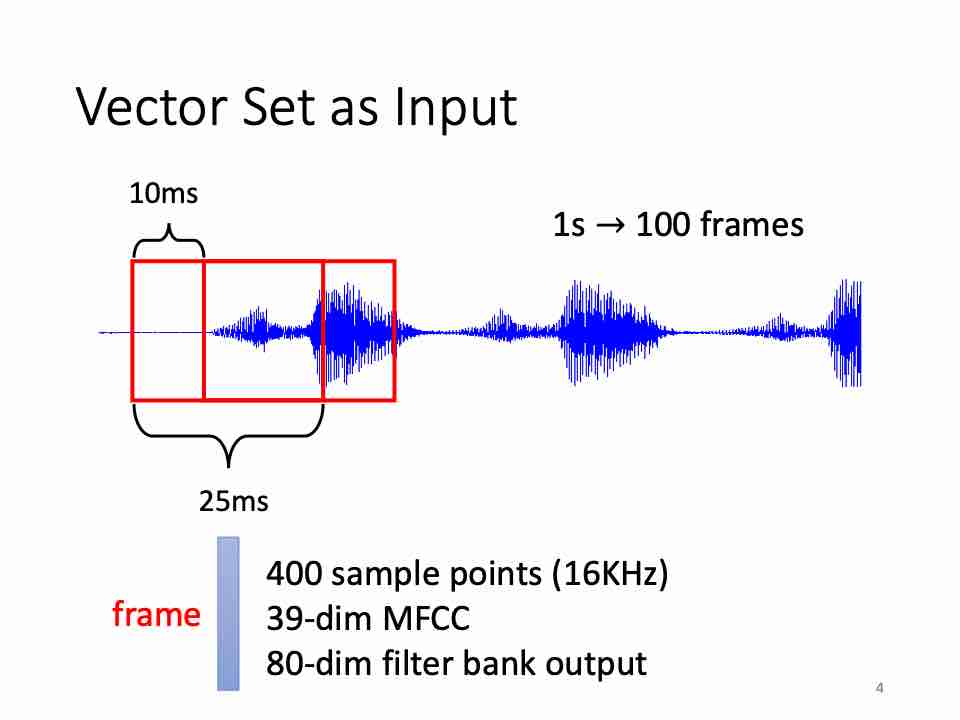 Vector Set as Input
10ms
1s → 100 frames
25ms
frame
400 sample points (16KHz)
39-dim MFCC
80-dim filter bank output
4